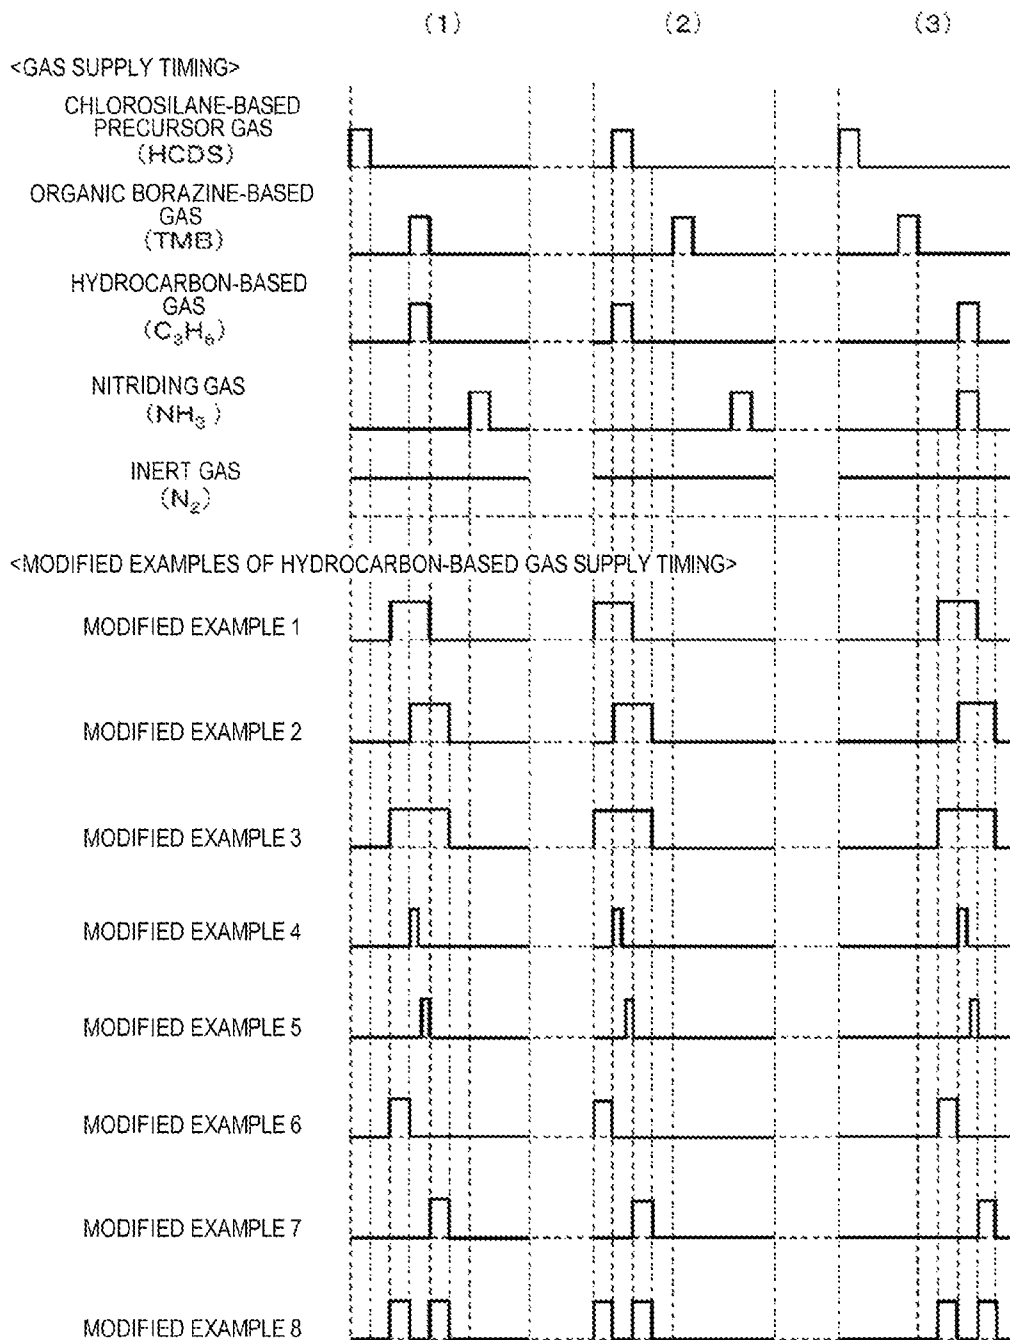 (1) (2) (3)
<GAS SUPPLY TIMING>
CHLOROSILANE-BASED
PRECURSOR GAS
(HCDS)
ORGANIC BORAZINE-BASED
GAS
(TMB)
HYDROCARBON-BASED
GAS
(C₃H₆)
NITRIDING GAS
(NH₃)
INERT GAS
(N₂)
<MODIFIED EXAMPLES OF HYDROCARBON-BASED GAS SUPPLY TIMING>
MODIFIED EXAMPLE 1
MODIFIED EXAMPLE 2
MODIFIED EXAMPLE 3
MODIFIED EXAMPLE 4
MODIFIED EXAMPLE 5
MODIFIED EXAMPLE 6
MODIFIED EXAMPLE 7
MODIFIED EXAMPLE 8